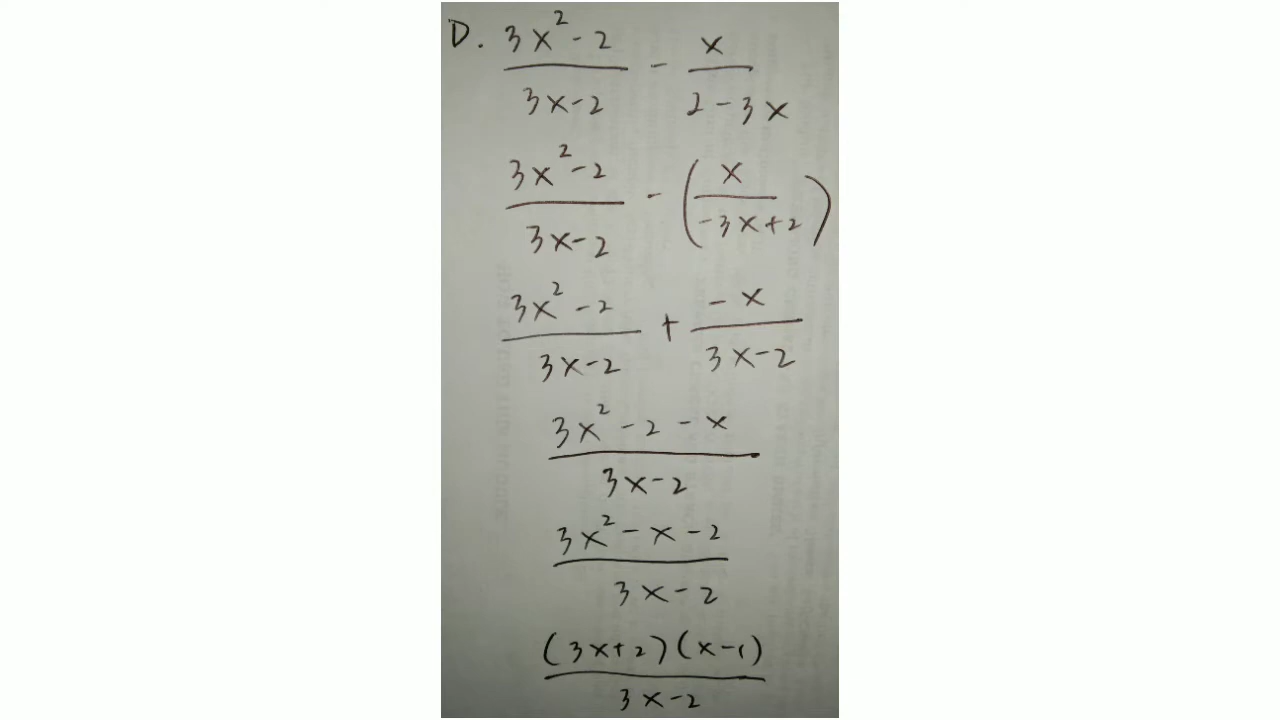 D. (3x²-2)/(3x-2) - x/(2-3x)
(3x²-2)/(3x-2) - (x/(-3x+2))
(3x²-2)/(3x-2) + (-x)/(3x-2)
(3x²-2-x)/(3x-2)
(3x²-x-2)/(3x-2)
((3x+2)(x-1))/(3x-2)